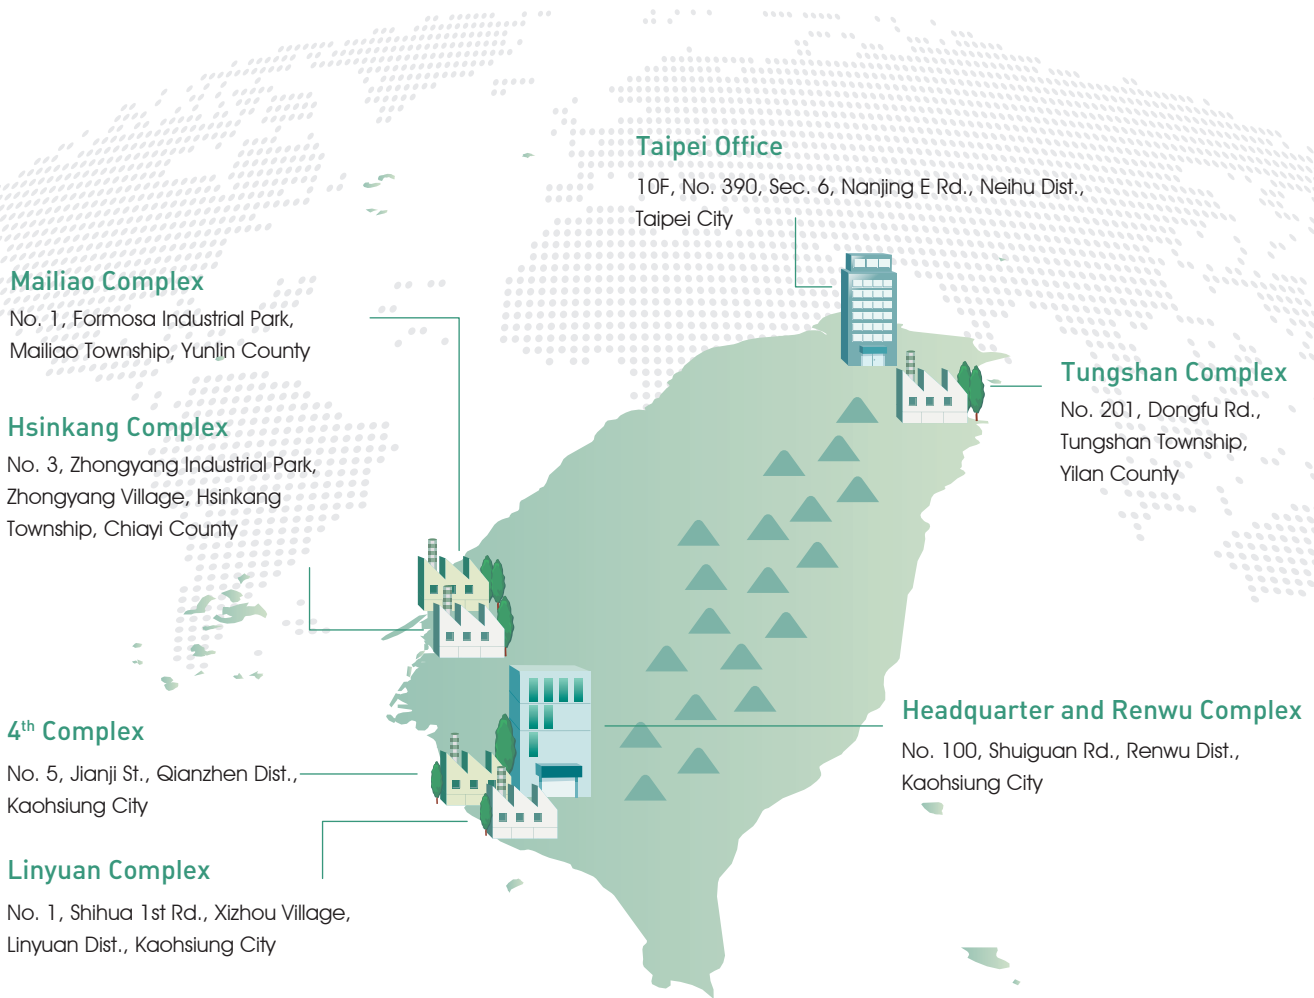 Taipei Office
10F, No. 390, Sec. 6, Nanjing E Rd., Neihu Dist.,
Taipei City
Mailiao Complex
No. 1, Formosa Industrial Park,
Mailiao Township, Yunlin County
Hsinkang Complex
No. 3, Zhongyang Industrial Park,
Zhongyang Village, Hsinkang
Township, Chiayi County
Tungshan Complex
No. 201, Dongfu Rd.,
Tungshan Township,
Yilan County
4th Complex
No. 5, Jianji St., Qianzhen Dist.,
Kaohsiung City
Headquarter and Renwu Complex
No. 100, Shuiguan Rd., Renwu Dist.,
Kaohsiung City
Linyuan Complex
No. 1, Shihua 1st Rd., Xizhou Village,
Linyuan Dist., Kaohsiung City